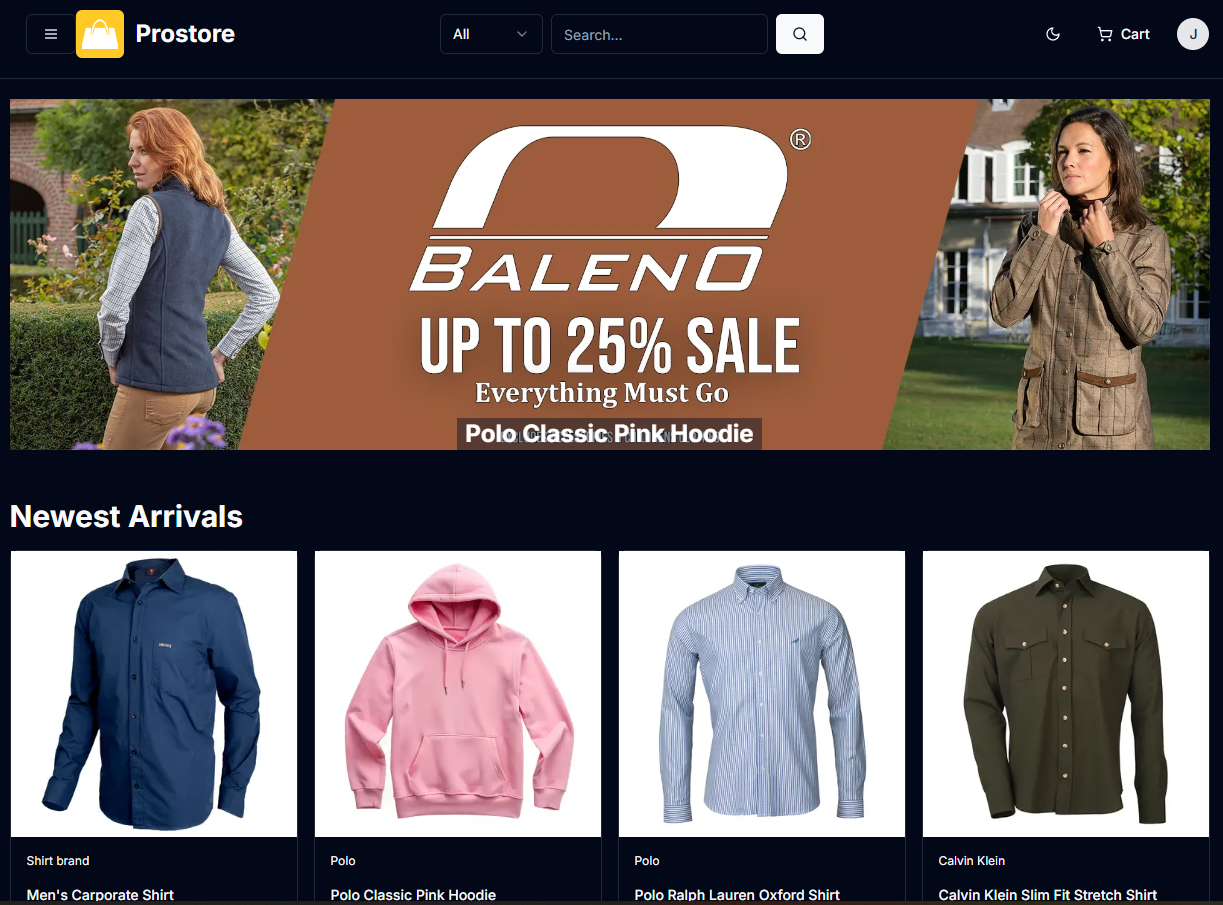 Prostore
All
Search...
Cart
J
®
BALENO
UP TO 25% SALE
Everything Must Go
Polo Classic Pink Hoodie
Newest Arrivals
Shirt brand
Polo
Polo
Calvin Klein
Men's Carporate Shirt
Polo Classic Pink Hoodie
Polo Ralph Lauren Oxford Shirt
Calvin Klein Slim Fit Stretch Shirt